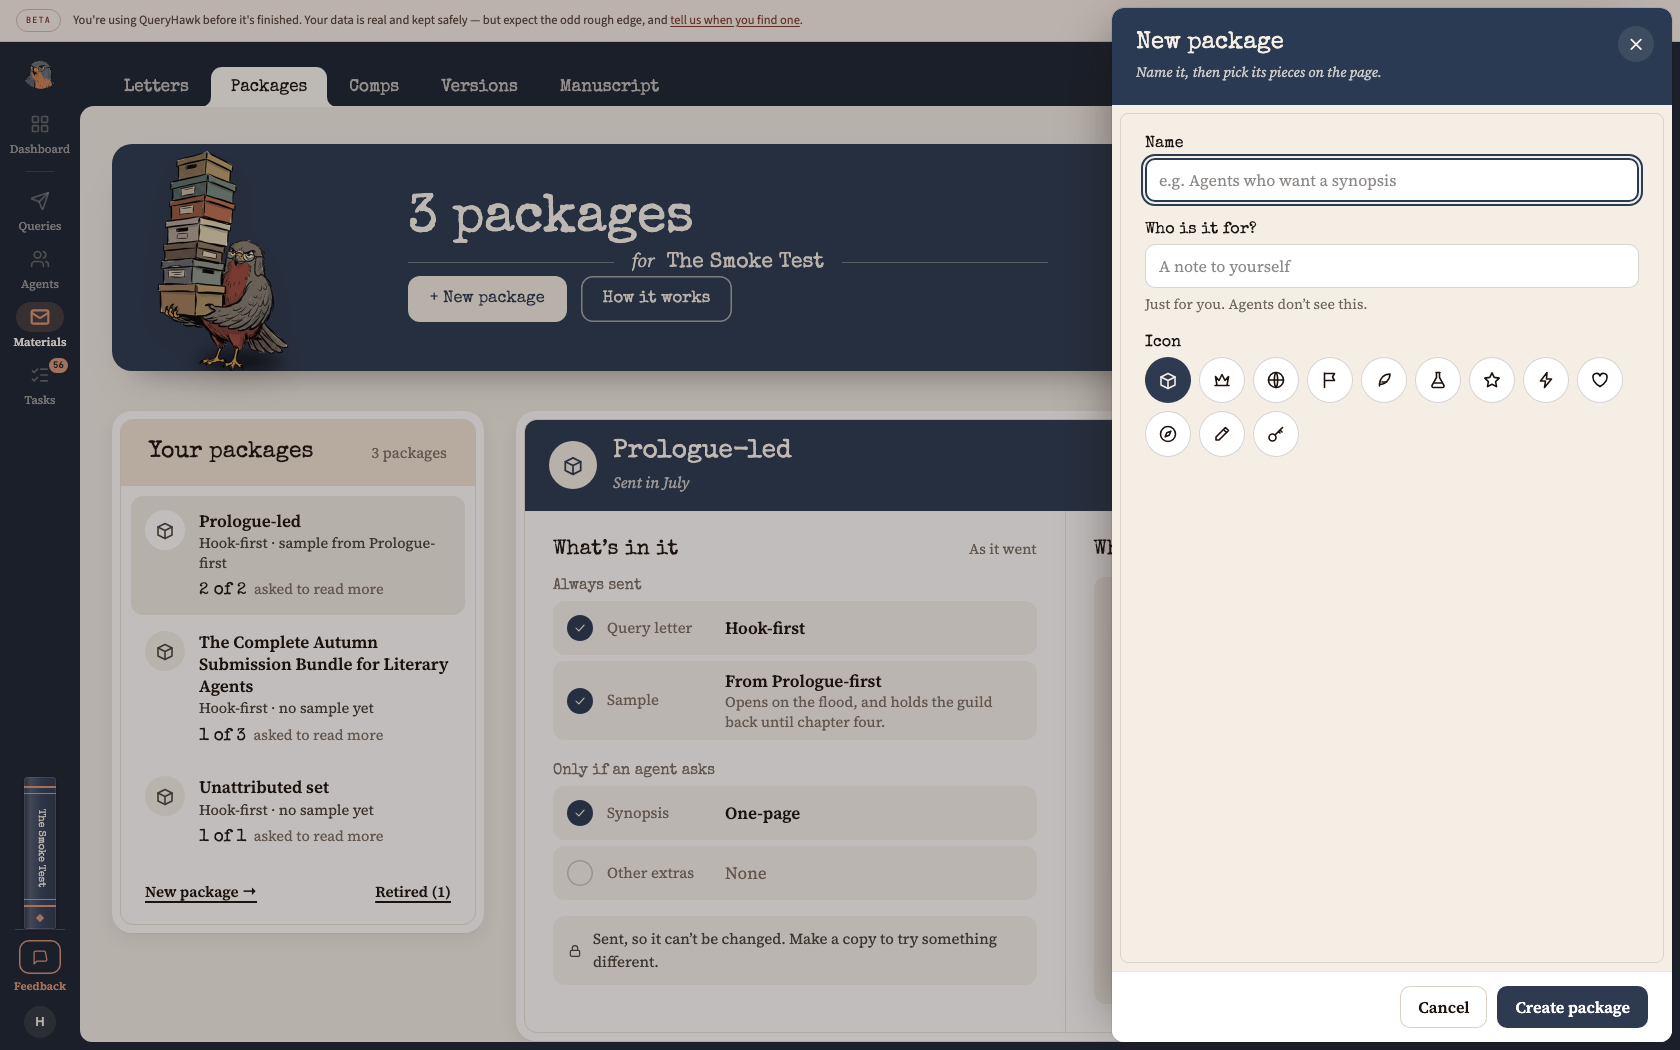 BETA
You're using QueryHawk before it's finished. Your data is real and kept safely — but expect the odd rough edge, and tell us when you find one.
Dashboard
Queries
Agents
Materials
56
Tasks
The Smoke Test
Feedback
H
Letters
Packages
Comps
Versions
Manuscript
3 packages
for The Smoke Test
+ New package
How it works
Your packages
3 packages
Prologue-led
Hook-first · sample from Prologue-
first
2 of 2 asked to read more
The Complete Autumn
Submission Bundle for Literary
Agents
Hook-first · no sample yet
1 of 3 asked to read more
Unattributed set
Hook-first · no sample yet
1 of 1 asked to read more
New package →
Retired (1)
Prologue-led
Sent in July
What's in it
As it went
Always sent
Query letter
Hook-first
Sample
From Prologue-first
Opens on the flood, and holds the guild
back until chapter four.
Only if an agent asks
Synopsis
One-page
Other extras
None
Sent, so it can't be changed. Make a copy to try something
different.
New package
Name it, then pick its pieces on the page.
Name
e.g. Agents who want a synopsis
Who is it for?
A note to yourself
Just for you. Agents don't see this.
Icon
Cancel
Create package